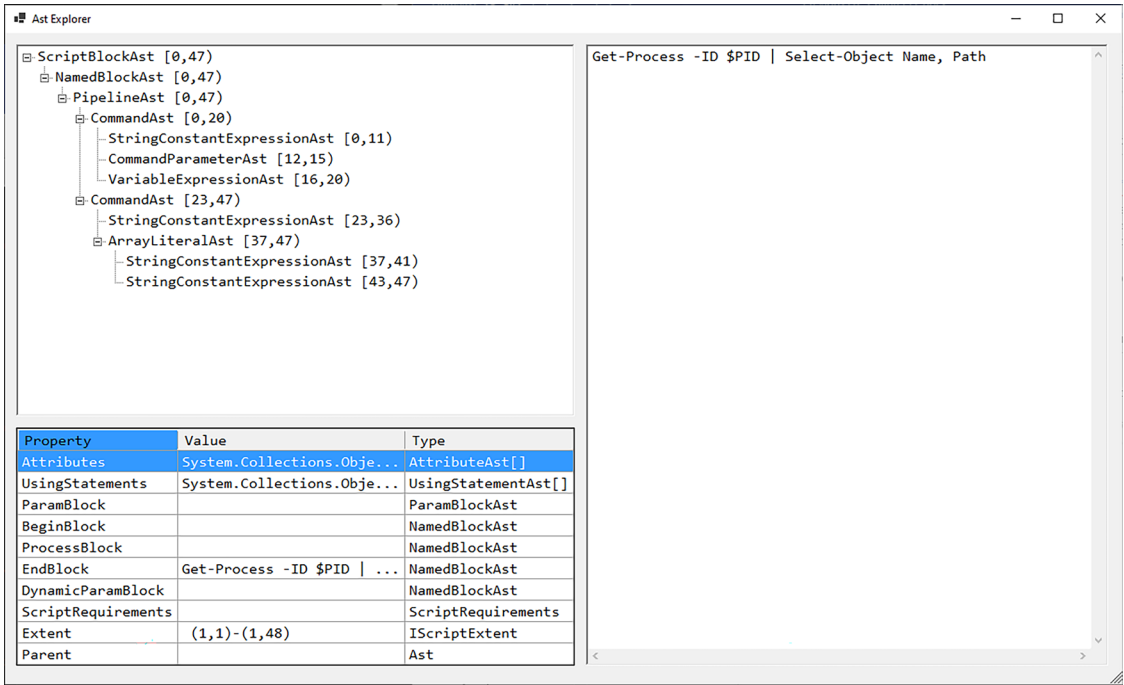 Ast Explorer
ScriptBlockAst [0,47)
NamedBlockAst [0,47)
PipelineAst [0,47)
CommandAst [0,20)
StringConstantExpressionAst [0,11)
CommandParameterAst [12,15)
VariableExpressionAst [16,20)
CommandAst [23,47)
StringConstantExpressionAst [23,36)
ArrayLiteralAst [37,47)
StringConstantExpressionAst [37,41)
StringConstantExpressionAst [43,47)
Get-Process -ID $PID | Select-Object Name, Path
Property Value Type
Attributes System.Collections.Obje... AttributeAst[]
UsingStatements System.Collections.Obje... UsingStatementAst[]
ParamBlock ParamBlockAst
BeginBlock NamedBlockAst
ProcessBlock NamedBlockAst
EndBlock Get-Process -ID $PID | ... NamedBlockAst
DynamicParamBlock NamedBlockAst
ScriptRequirements ScriptRequirements
Extent (1,1)-(1,48) IScriptExtent
Parent Ast